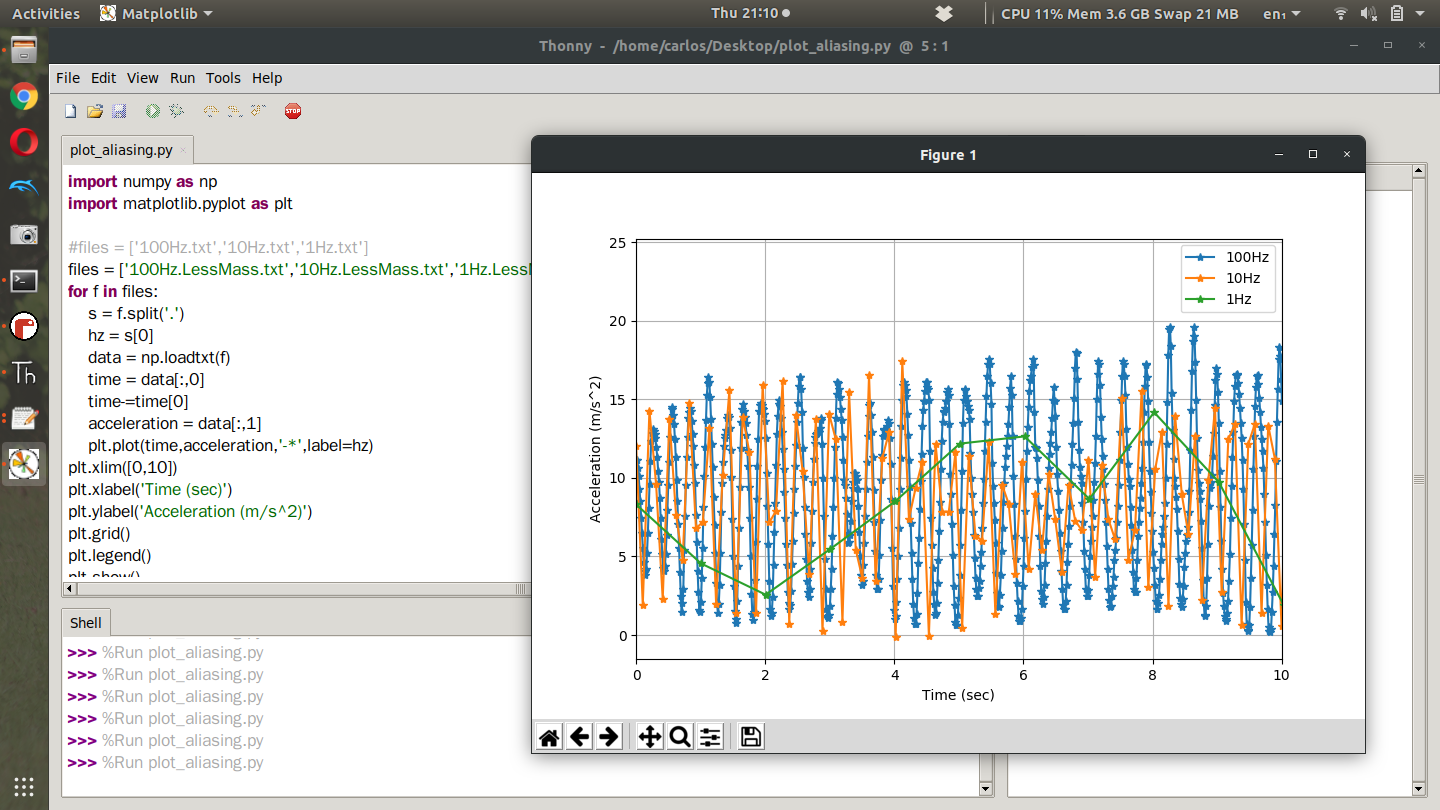 Activities Matplotlib Thu 21:10 CPU 11% Mem 3.6 GB Swap 21 MB en₁
Thonny - /home/carlos/Desktop/plot_aliasing.py @ 5 : 1
File Edit View Run Tools Help
STOP
plot_aliasing.py
import numpy as np
import matplotlib.pyplot as plt
#files = ['100Hz.txt','10Hz.txt','1Hz.txt']
files = ['100Hz.LessMass.txt','10Hz.LessMass.txt','1Hz.Less
for f in files:
s = f.split('.')
hz = s[0]
data = np.loadtxt(f)
time = data[:,0]
time-=time[0]
acceleration = data[:,1]
plt.plot(time,acceleration,'-*',label=hz)
plt.xlim([0,10])
plt.xlabel('Time (sec)')
plt.ylabel('Acceleration (m/s^2)')
plt.grid()
plt.legend()
plt.show()
Shell
>>> %Run plot_aliasing.py
>>> %Run plot_aliasing.py
>>> %Run plot_aliasing.py
>>> %Run plot_aliasing.py
>>> %Run plot_aliasing.py
>>> %Run plot_aliasing.py
Th
Figure 1
100Hz
10Hz
1Hz
25
20
15
10
5
0
Acceleration (m/s^2)
0 2 4 6 8 10
Time (sec)